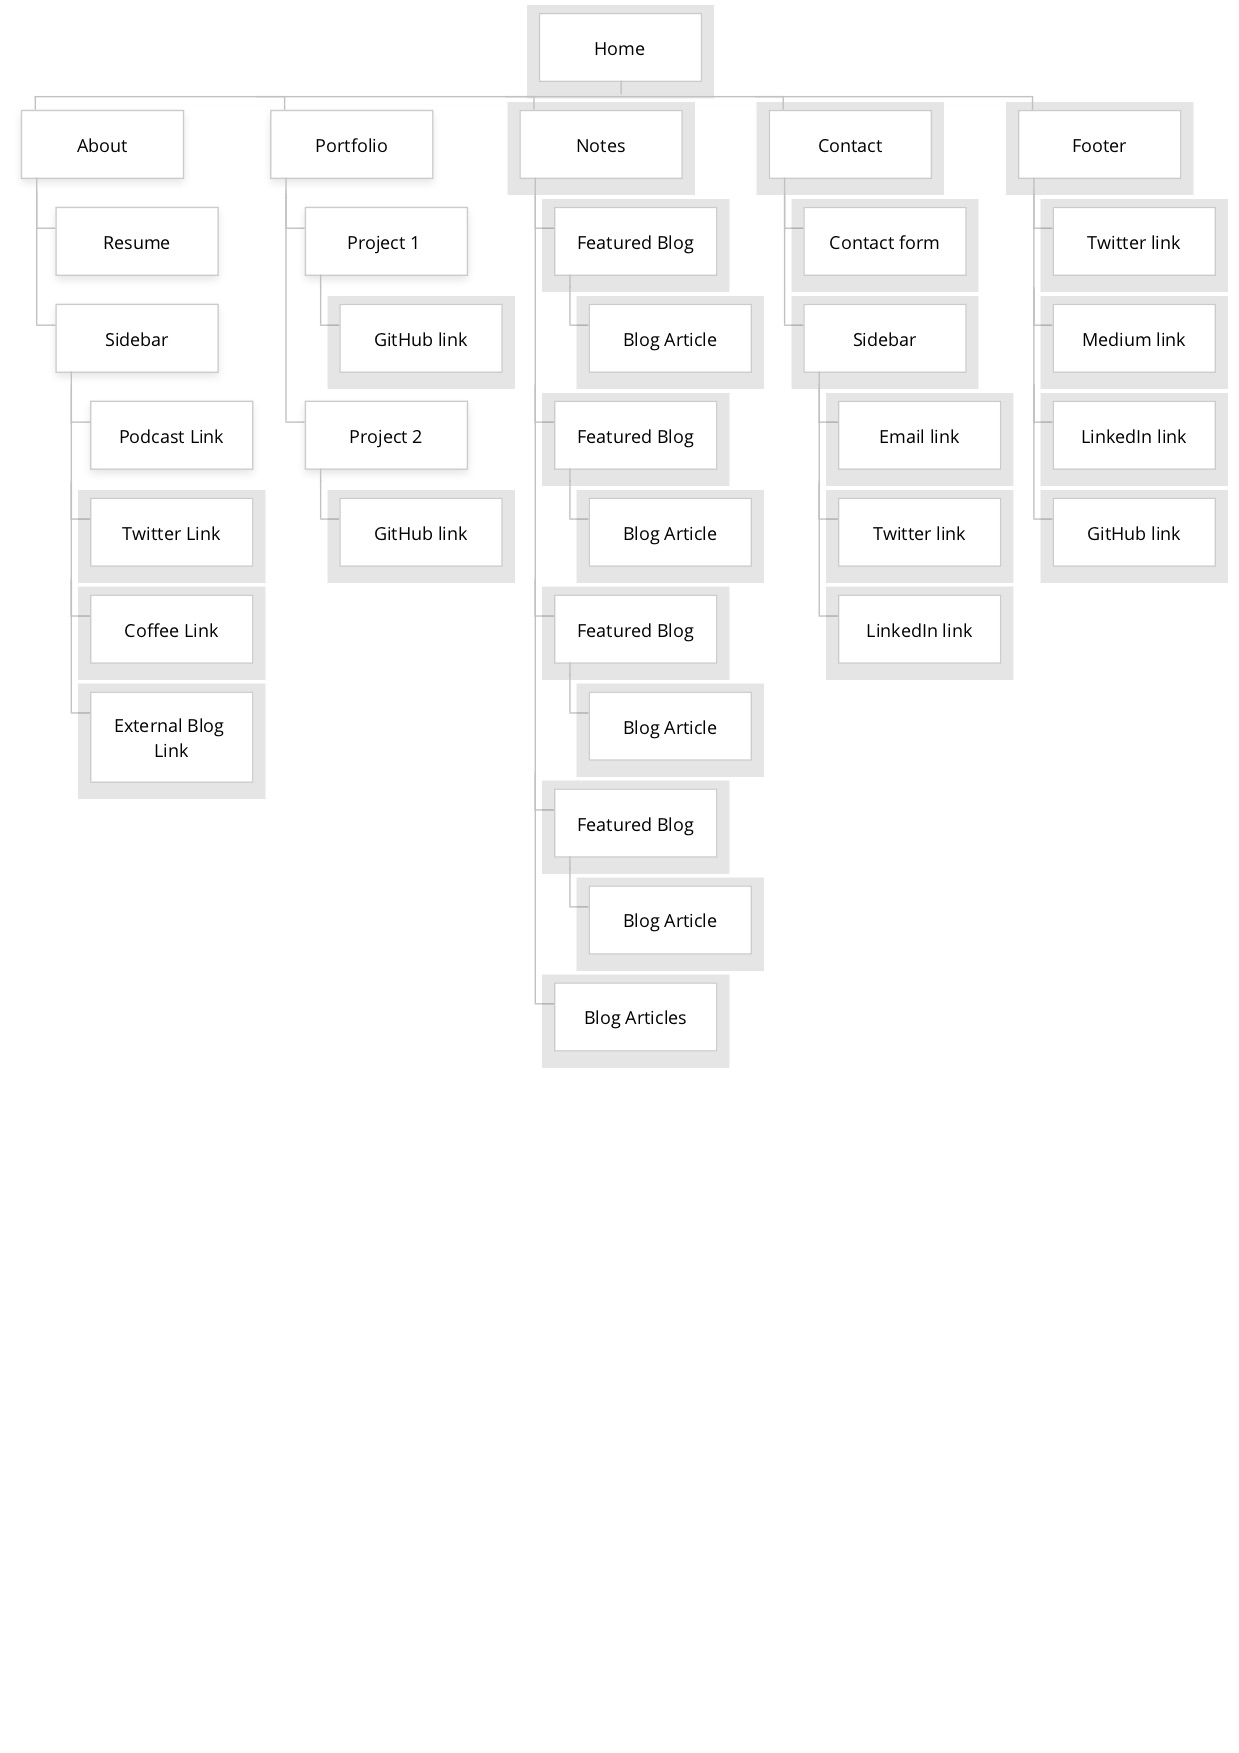 Home
About
Portfolio
Notes
Contact
Footer
Resume
Project 1
Featured Blog
Contact form
Twitter link
Sidebar
GitHub link
Blog Article
Sidebar
Medium link
Podcast Link
Project 2
Featured Blog
Email link
LinkedIn link
Twitter Link
GitHub link
Blog Article
Twitter link
GitHub link
Coffee Link
Featured Blog
LinkedIn link
External Blog
Link
Blog Article
Featured Blog
Blog Article
Blog Articles